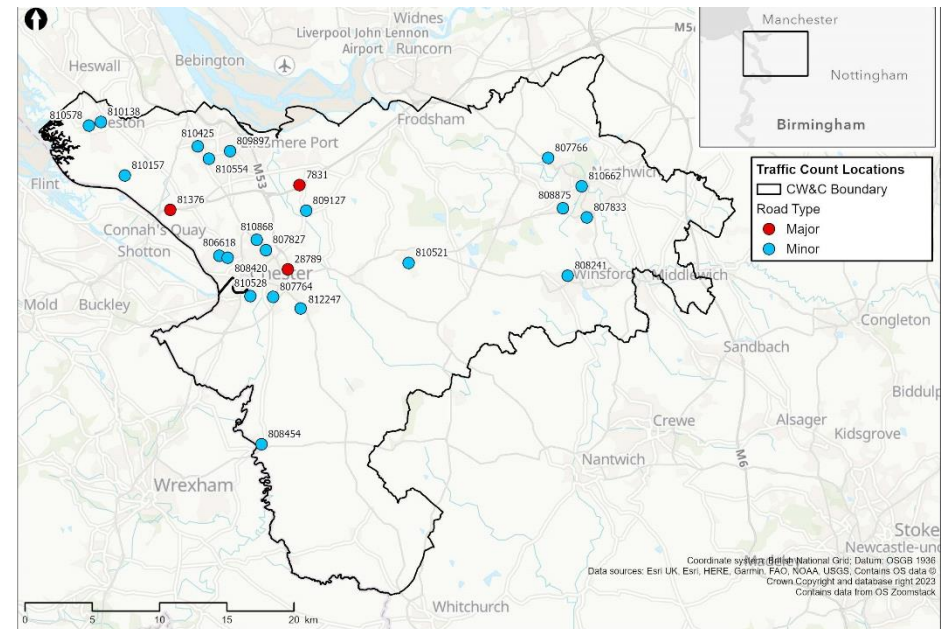 Widnes
Liverpool John Lennon
Airport
Runcorn
Heswall
Bebington
Manchester
Nottingham
Birmingham
Traffic Count Locations
CW&C Boundary
Road Type
Major
Minor
810578
810138
810425
809897
Ellesmere Port
Frodsham
810554
810157
M53
7831
809127
Flint
81376
Connah's Quay
Shotton
807766
Northwich
810662
808875
807833
810868
807827
806618
808420
28789
Chester
810528
807764
812247
810521
808241
Winsford
Middlewich
Mold
Buckley
Congleton
Sandbach
Biddulp
808454
Crewe
Alsager
Kidsgrove
Nantwich
M6
Wrexham
Stoke
Newcastle-und
Madeley
Whitchurch
Coordinate system: British National Grid; Datum: OSGB 1936
Data sources: Esri UK, Esri, HERE, Garmin, FAO, NOAA, USGS, Contains OS data ©
Crown Copyright and database right 2023
Contains data from OS Zoomstack
0 5 10 20 km